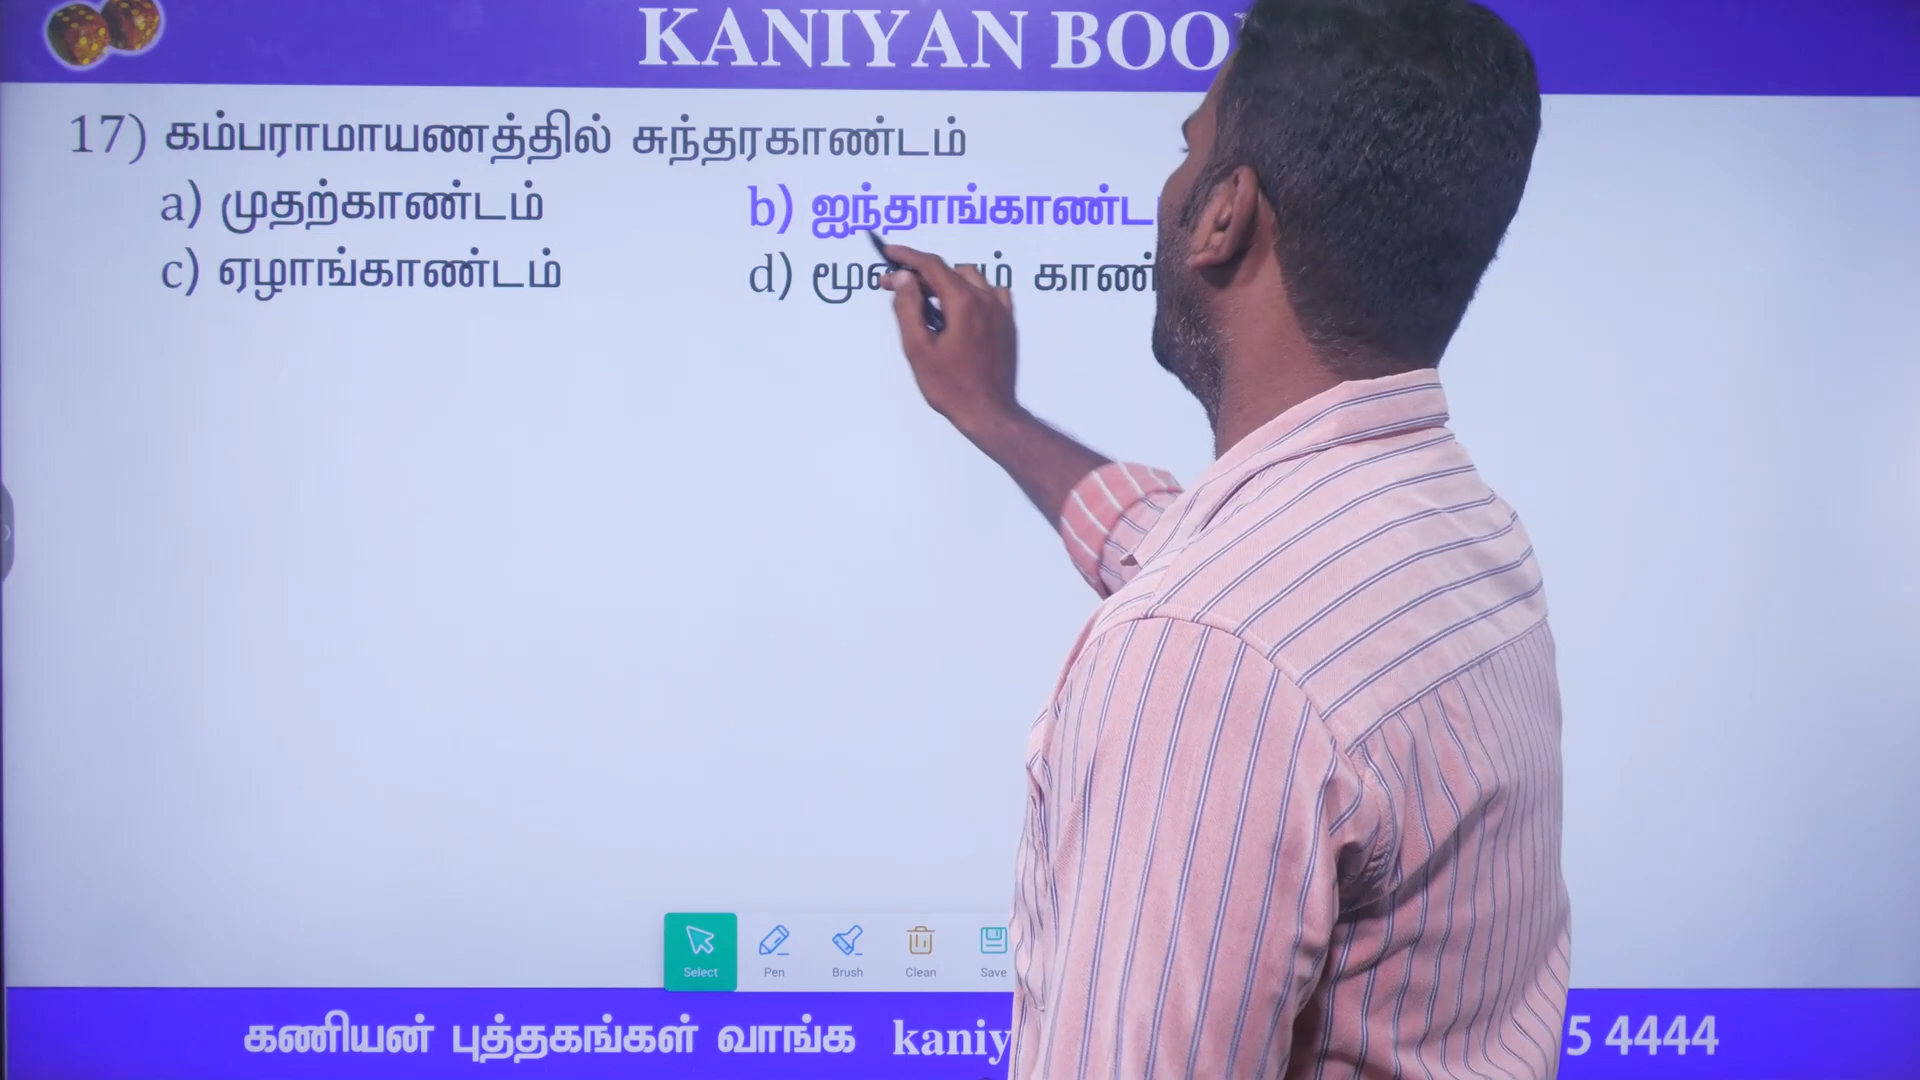 KANIYAN BOO
17) கம்பராமாயணத்தில் சுந்தரகாண்டம்
a) முதற்காண்டம் b) ஐந்தாங்காண்ட
c) ஏழாங்காண்டம் d) காண்
Select Pen Brush Clean Save
கணியன் புத்தகங்கள் வாங்க kaniy 5 4444